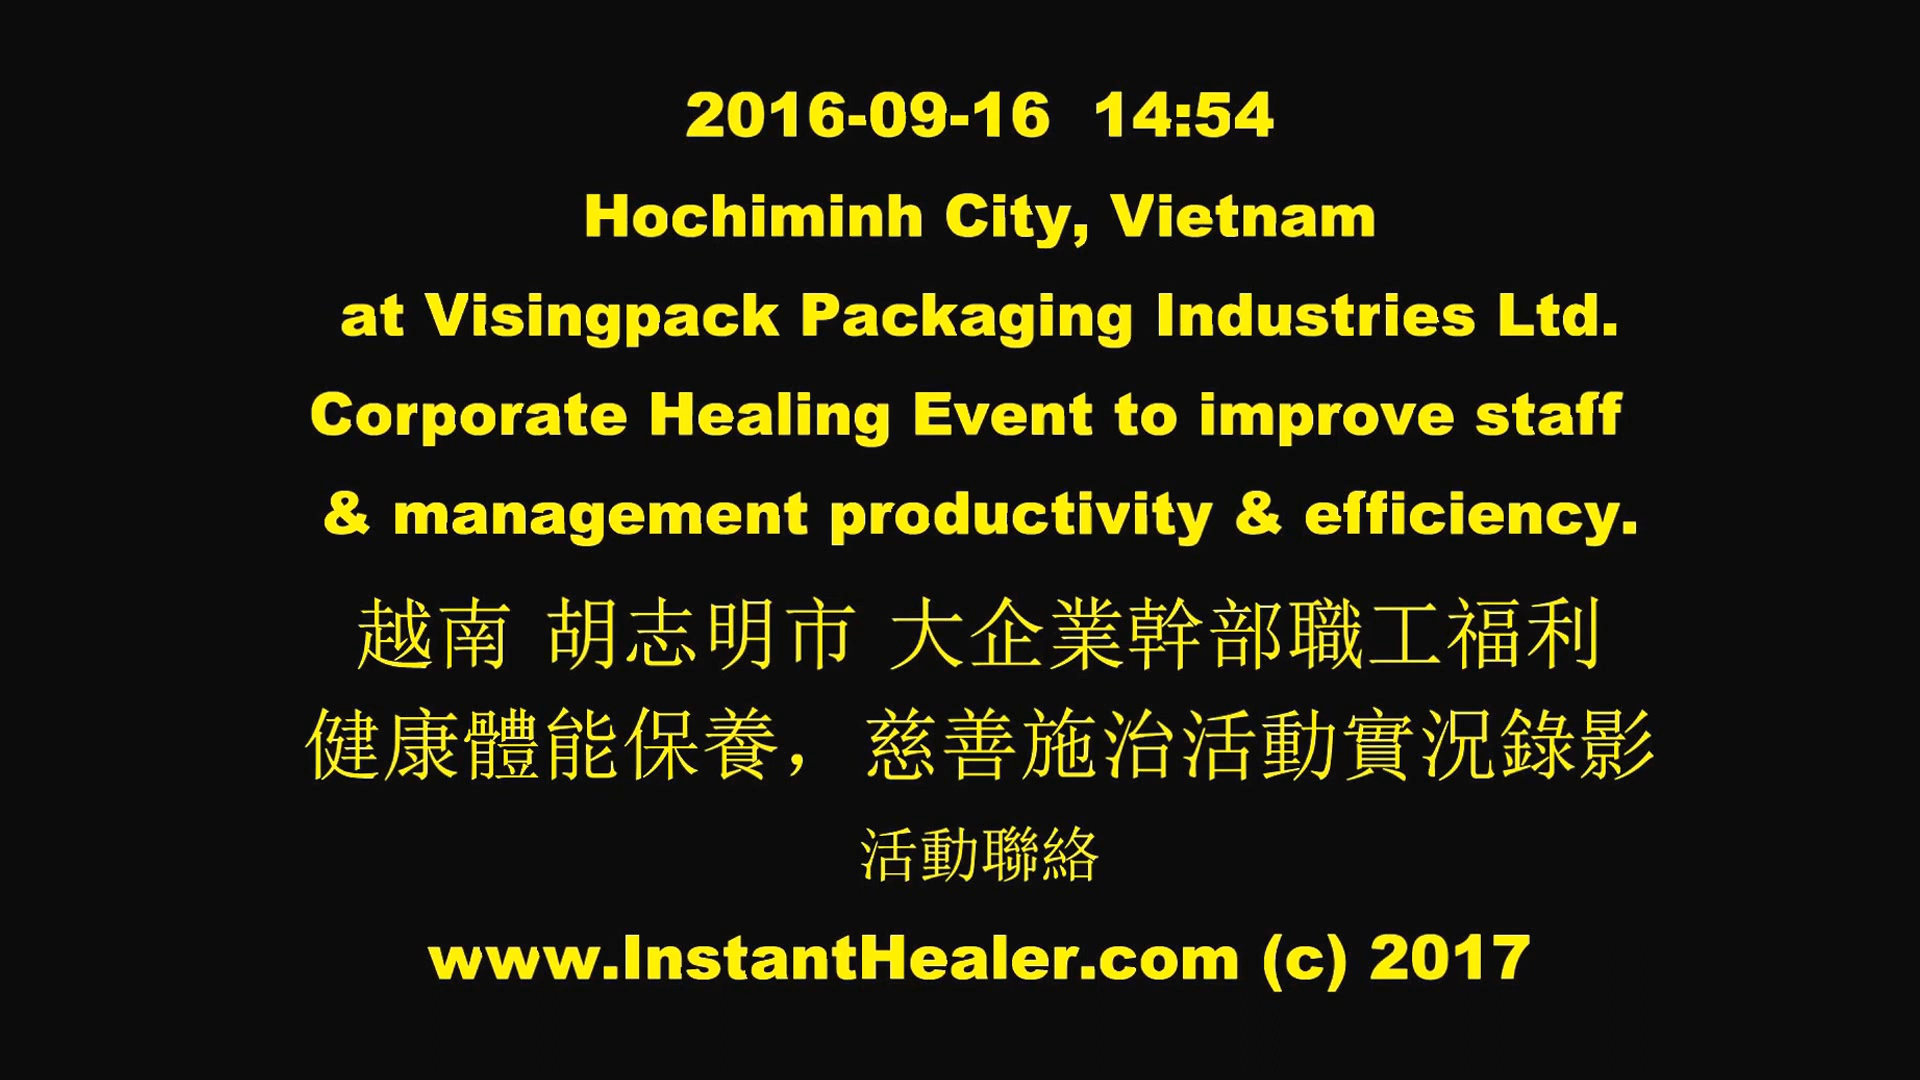 2016-09-16 14:54
Hochiminh City, Vietnam
at Visingpack Packaging Industries Ltd.
Corporate Healing Event to improve staff
& management productivity & efficiency.
越南 胡志明市 大企業幹部職工福利
健康體能保養，慈善施治活動實況錄影
活動聯絡
www.InstantHealer.com (c) 2017